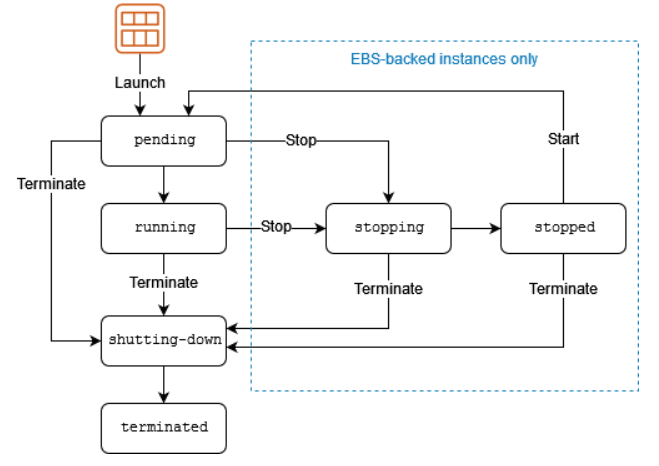 EBS-backed instances only
Launch
pending
Stop
Start
Terminate
running
Stop
stopping
stopped
Terminate
Terminate
Terminate
shutting-down
terminated